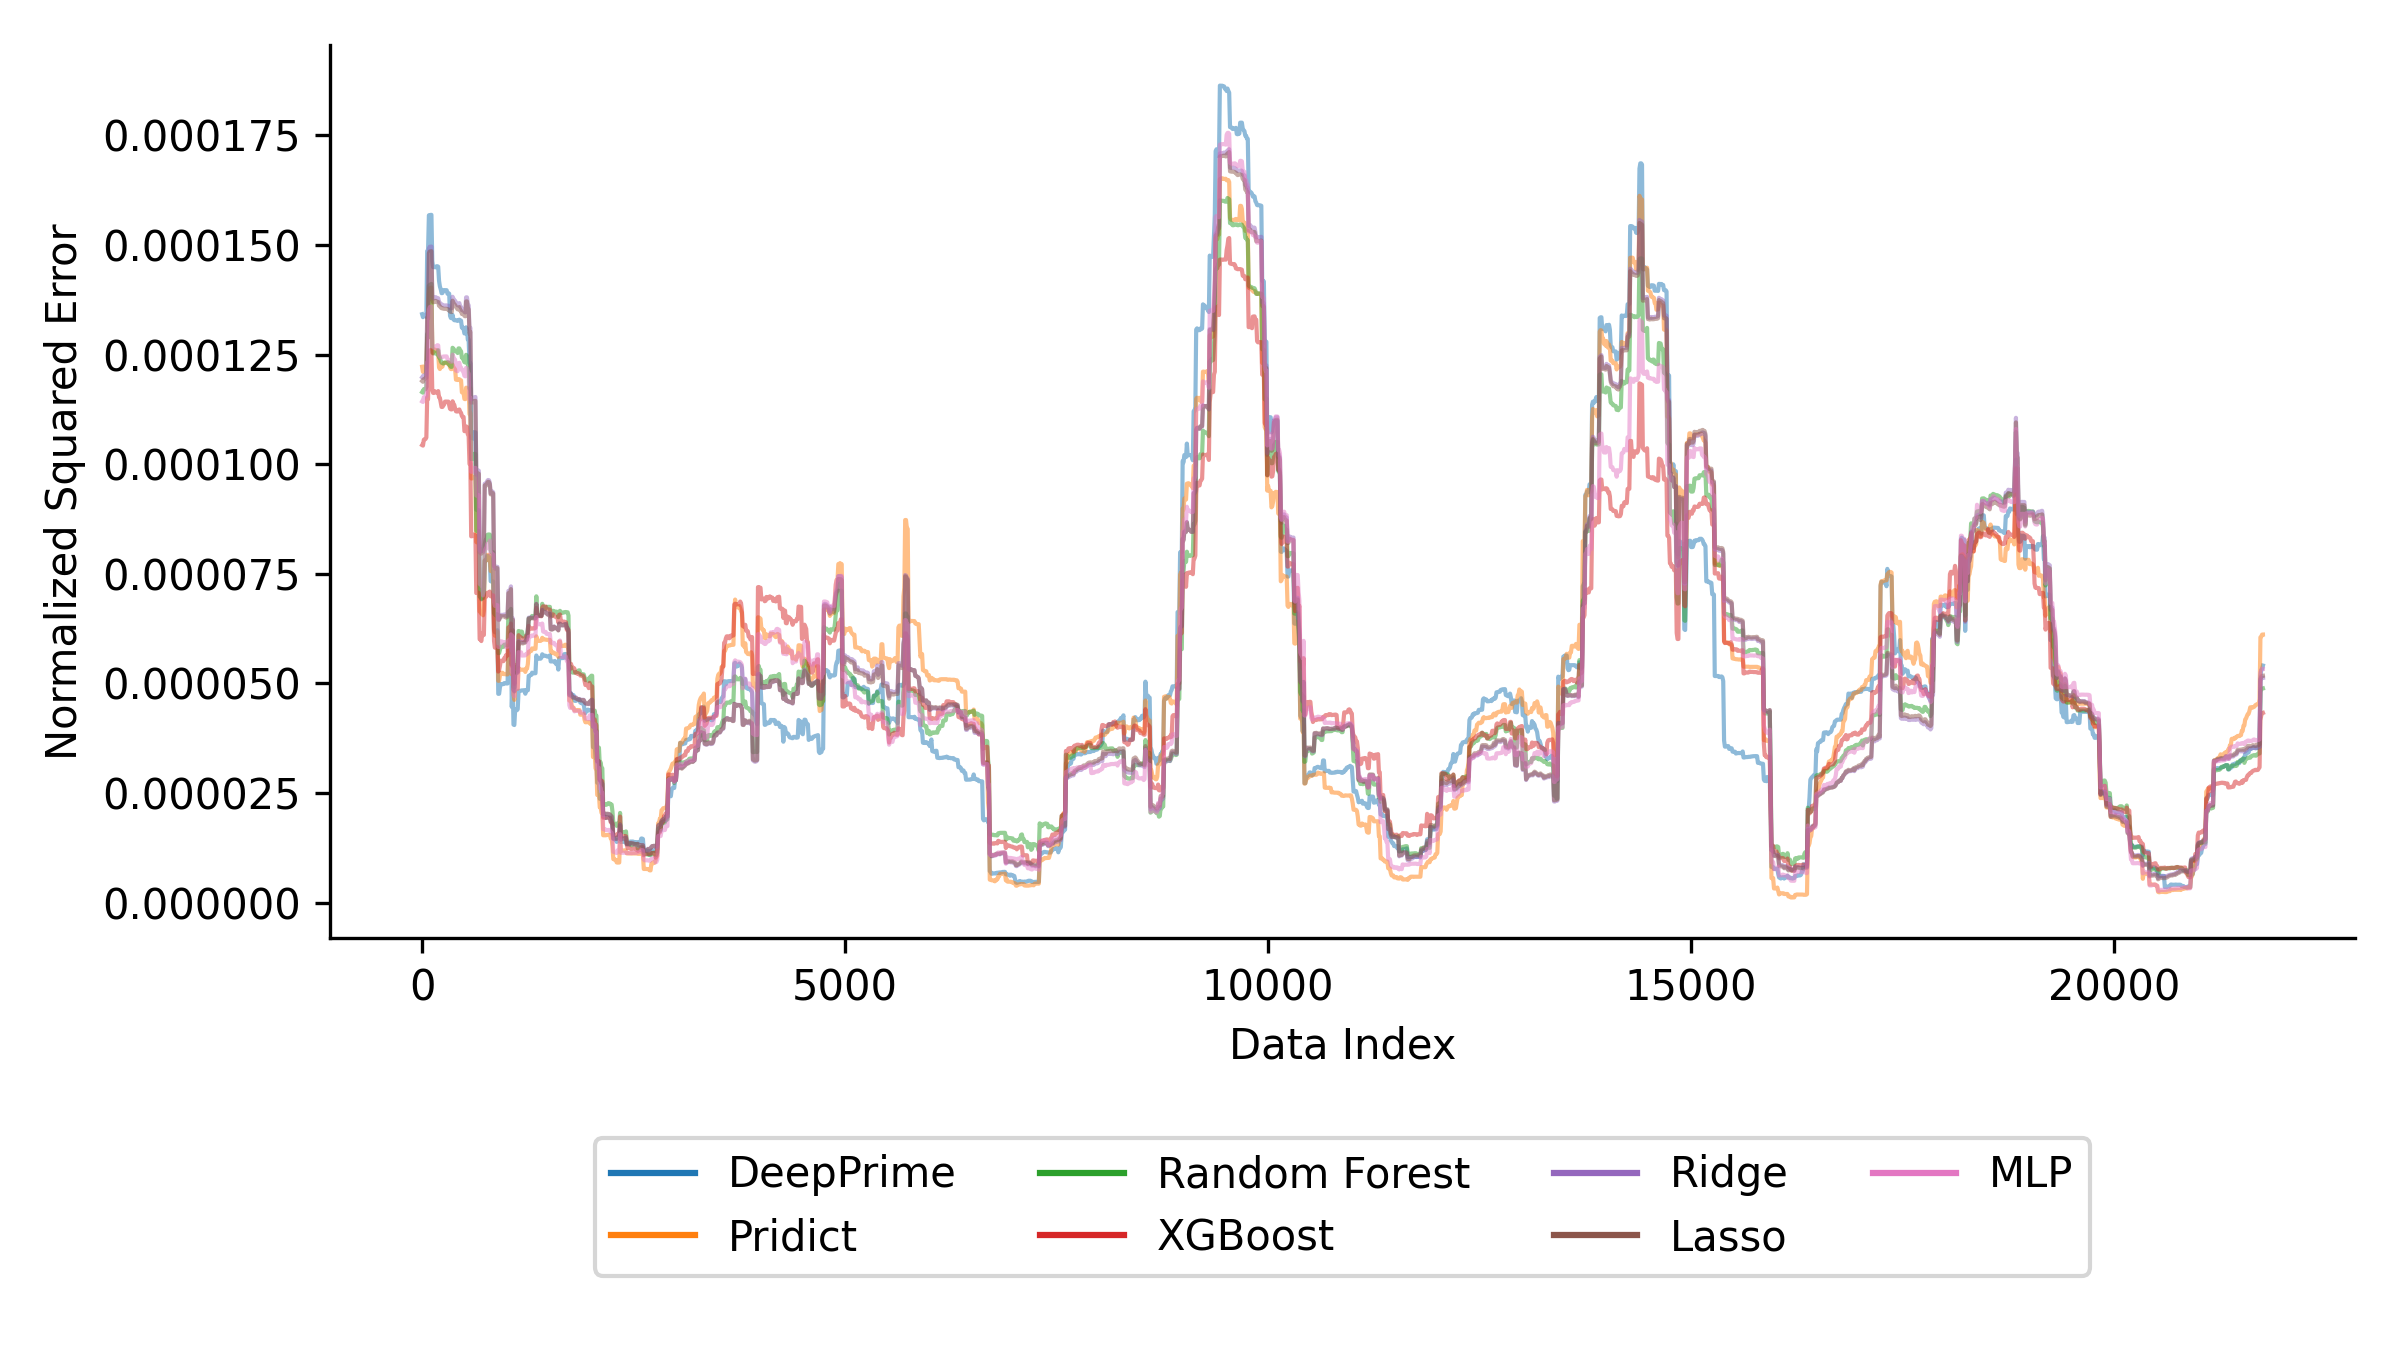 Normalized Squared Error
0.000175
0.000150
0.000125
0.000100
0.000075
0.000050
0.000025
0.000000
0 5000 10000 15000 20000
Data Index
DeepPrime Random Forest Ridge MLP
Pridict XGBoost Lasso